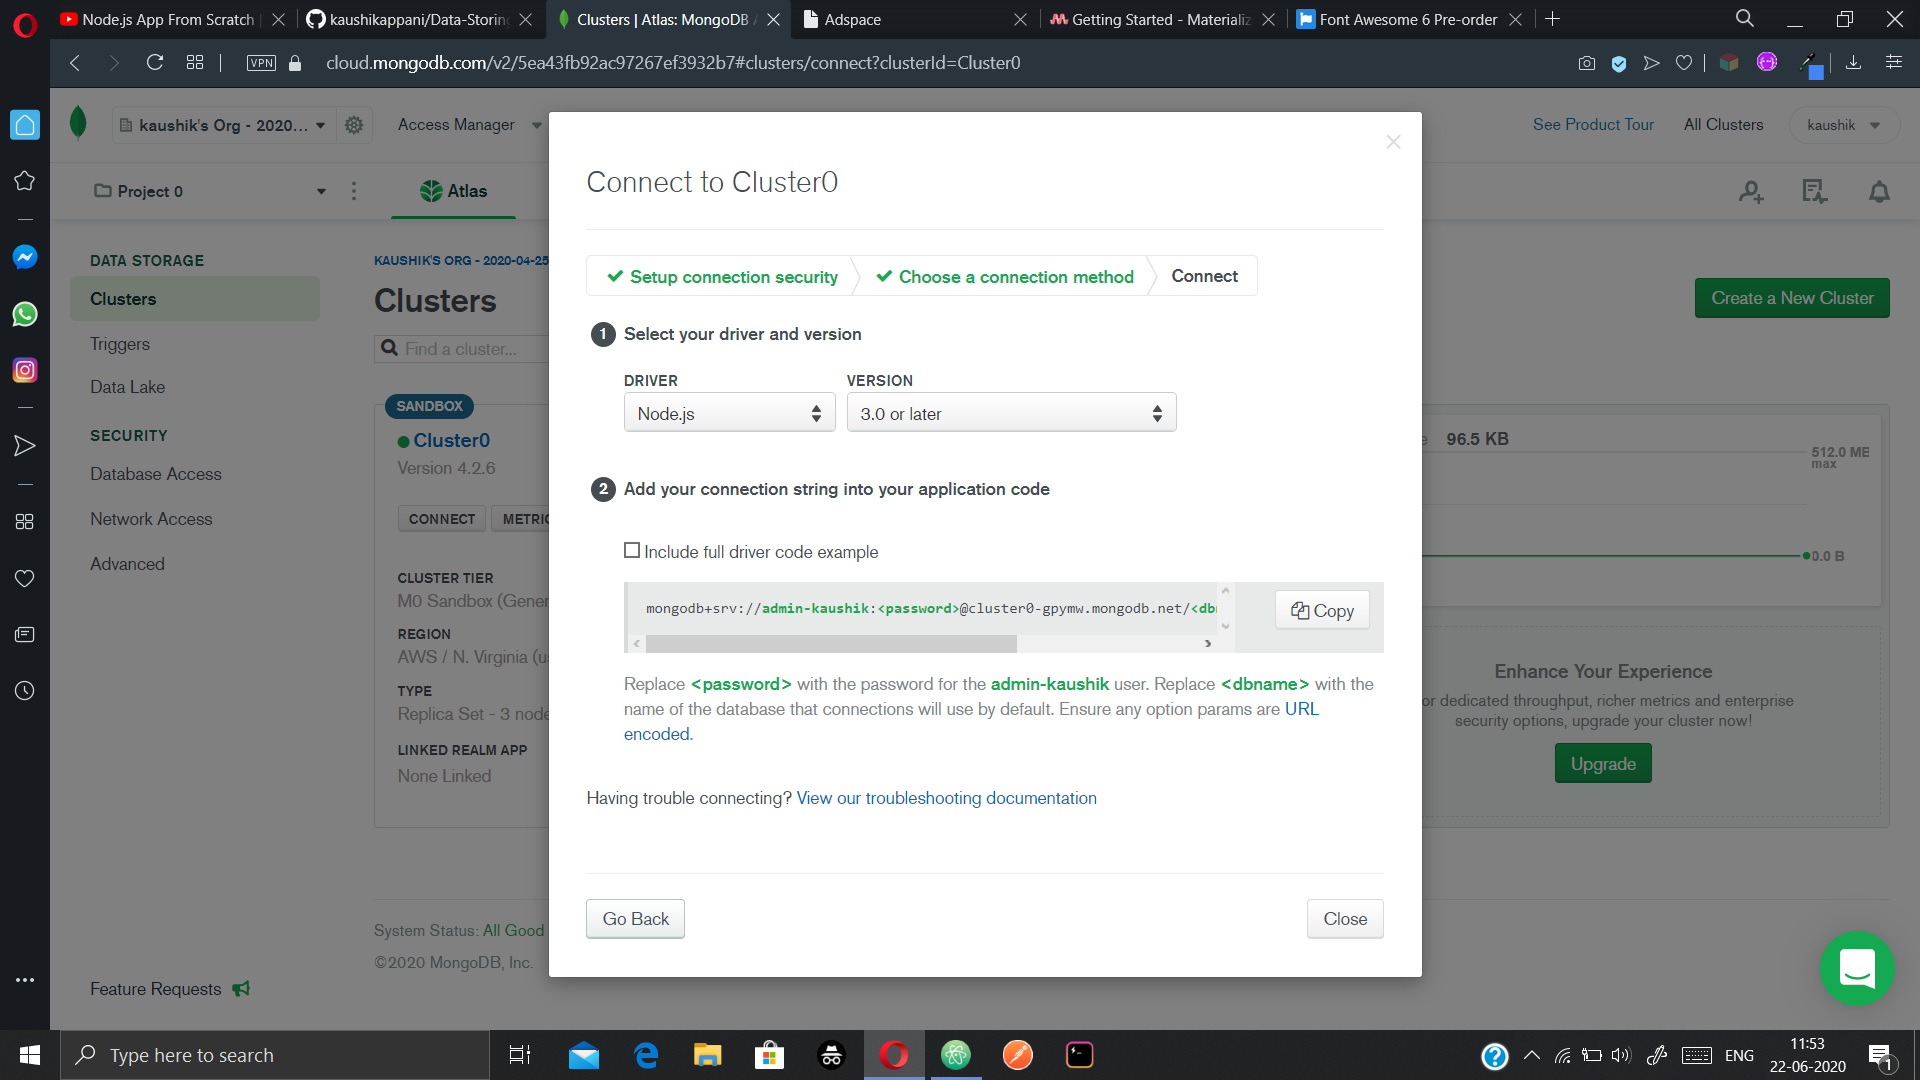 Node.js App From Scratch
kaushikappani/Data-Storing
Clusters | Atlas: MongoDB
Adspace
Getting Started - Materializ
Font Awesome 6 Pre-order
VPN
cloud.mongodb.com/v2/5ea43fb92ac97267ef3932b7#clusters/connect?clusterId=Cluster0
kaushik's Org - 2020...
Access Manager
See Product Tour
All Clusters
kaushik
Project 0
Atlas
DATA STORAGE
Clusters
Triggers
Data Lake
SECURITY
Database Access
Network Access
Advanced
Feature Requests
KAUSHIK'S ORG - 2020-04-25
Clusters
Create a New Cluster
Find a cluster...
SANDBOX
Cluster0
Version 4.2.6
CONNECT
METRIC
CLUSTER TIER
M0 Sandbox (Gener
REGION
AWS / N. Virginia (u
TYPE
Replica Set - 3 node
LINKED REALM APP
None Linked
System Status: All Good
©2020 MongoDB, Inc.
Connect to Cluster0
Setup connection security
Choose a connection method
Connect
1 Select your driver and version
DRIVER
VERSION
Node.js
3.0 or later
2 Add your connection string into your application code
Include full driver code example
mongodb+srv://admin-kaushik:<password>@cluster0-gpymw.mongodb.net/<db
Copy
Replace <password> with the password for the admin-kaushik user. Replace <dbname> with the
name of the database that connections will use by default. Ensure any option params are URL
encoded.
Having trouble connecting? View our troubleshooting documentation
Go Back
Close
96.5 KB
512.0 MB
max
0.0 B
Enhance Your Experience
or dedicated throughput, richer metrics and enterprise
security options, upgrade your cluster now!
Upgrade
Type here to search
ENG
11:53
22-06-2020
1